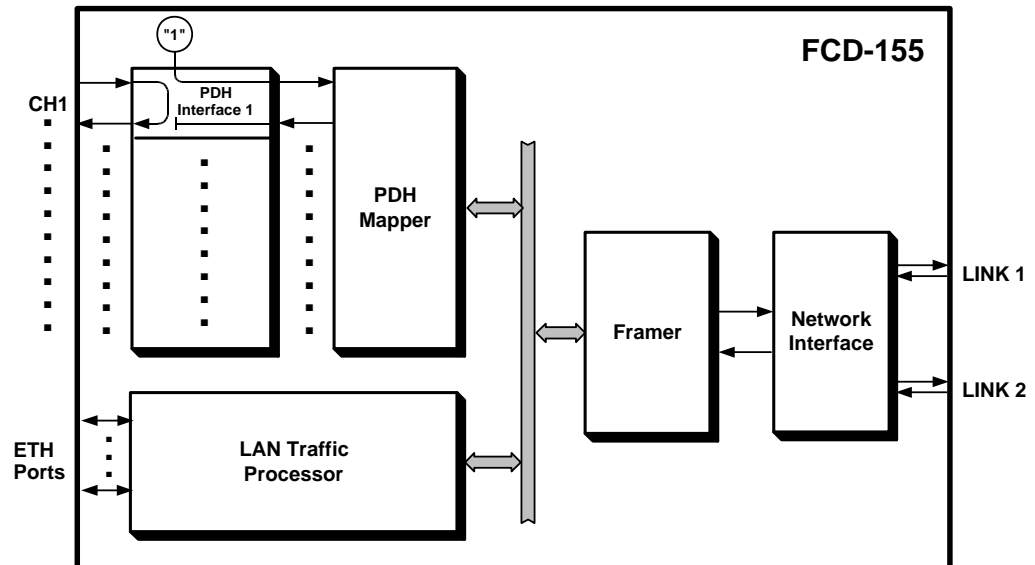 FCD-155
"1"
CH1
PDH
Interface 1
PDH
Mapper
Framer
Network
Interface
LINK 1
LINK 2
ETH
Ports
LAN Traffic
Processor